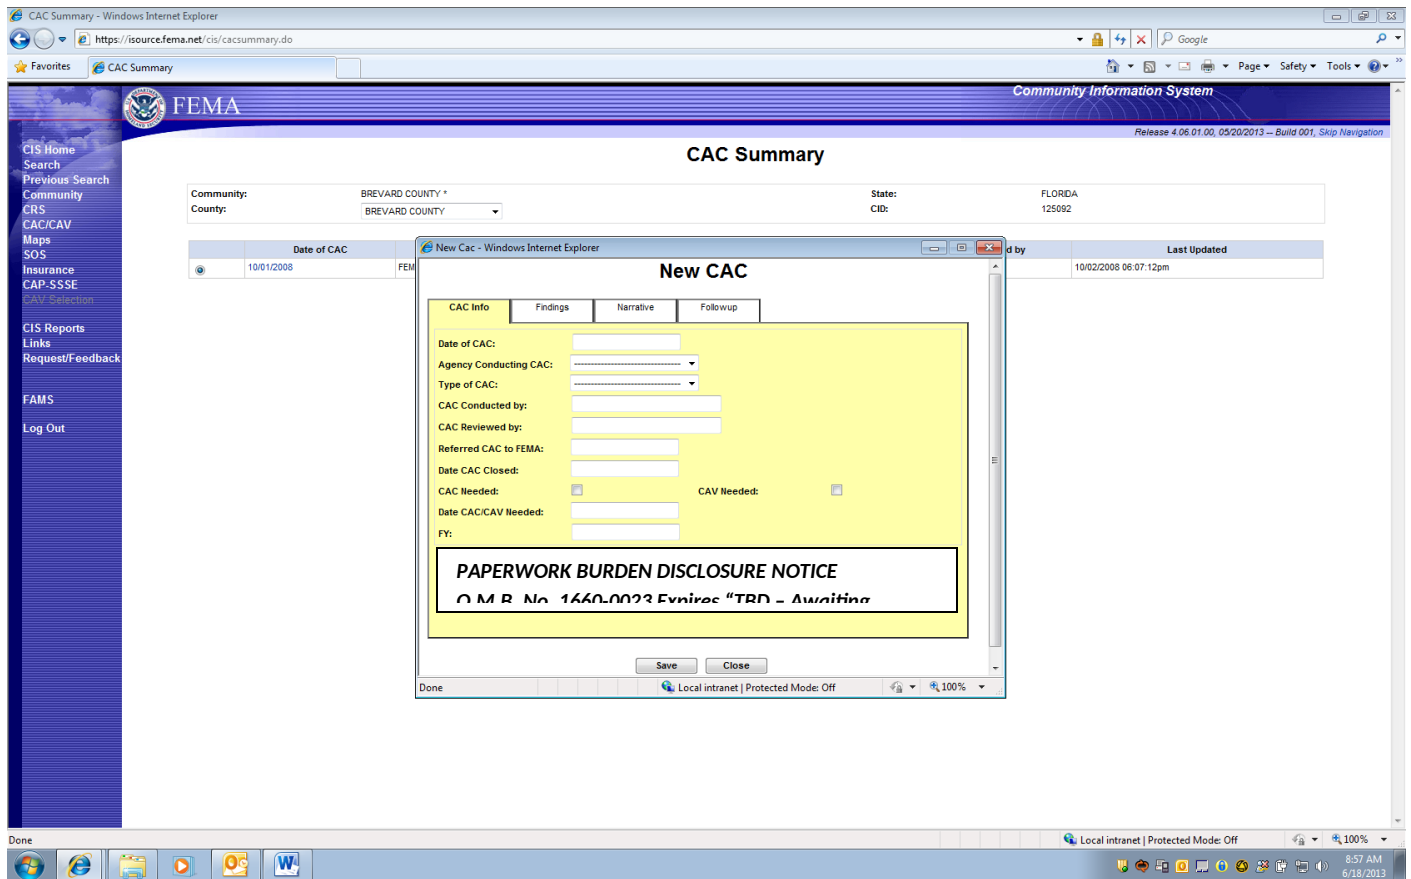 CAC Summary - Windows Internet Explorer
https://isource.fema.net/cis/cacsummary.do
Google
Favorites
CAC Summary
Page
Safety
Tools
FEMA
Community Information System
Release 4.06.01.00, 05/20/2013 -- Build 001, Skip Navigation
CIS Home
Search
Previous Search
Community
CRS
CAC/CAV
Maps
SOS
Insurance
CAP-SSSE
CAV Selection
CIS Reports
Links
Request/Feedback
FAMS
Log Out
CAC Summary
Community: BREVARD COUNTY * State: FLORIDA
County: BREVARD COUNTY CID: 125092
Date of CAC d by Last Updated
10/01/2008 FEM 10/02/2008 06:07:12pm
New Cac - Windows Internet Explorer
New CAC
CAC Info Findings Narrative Followup
Date of CAC:
Agency Conducting CAC: --------------------------------
Type of CAC: --------------------------------
CAC Conducted by:
CAC Reviewed by:
Referred CAC to FEMA:
Date CAC Closed:
CAC Needed: CAV Needed:
Date CAC/CAV Needed:
FY:
PAPERWORK BURDEN DISCLOSURE NOTICE
O.M.B. No. 1660-0023 Expires “TBD – Awaiting
Save Close
Done Local intranet | Protected Mode: Off 100%
Done Local intranet | Protected Mode: Off 100%
8:57 AM
6/18/2013